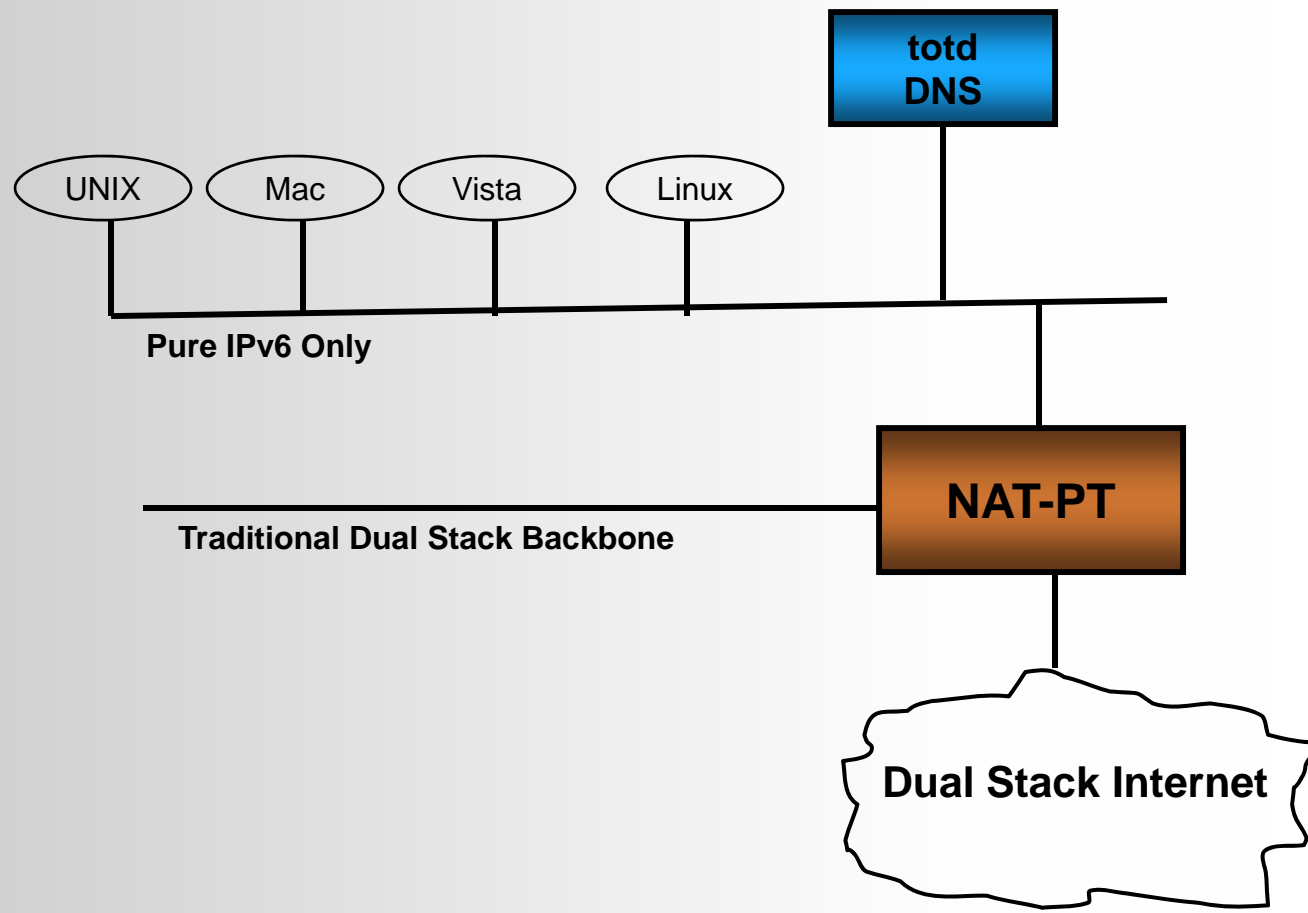 totd
DNS
UNIX
Mac
Vista
Linux
Pure IPv6 Only
NAT-PT
Traditional Dual Stack Backbone
Dual Stack Internet